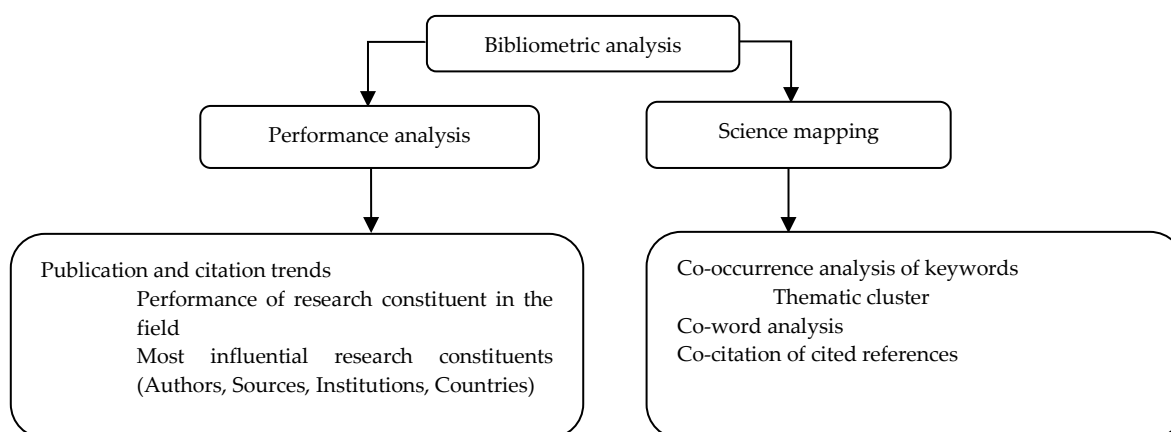 Bibliometric analysis
Performance analysis
Science mapping
Publication and citation trends
Performance of research constituent in the
field
Most influential research constituents
(Authors, Sources, Institutions, Countries)
Co-occurrence analysis of keywords
Thematic cluster
Co-word analysis
Co-citation of cited references